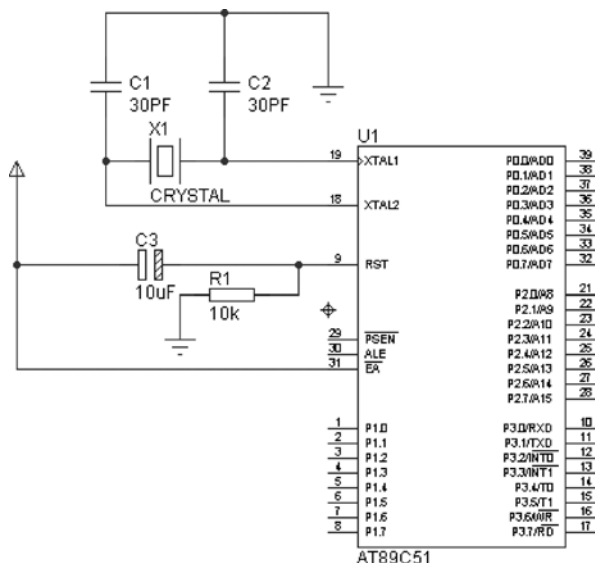 C1
30PF
C2
30PF
X1
CRYSTAL
C3
10uF
R1
10k
U1
19 XTAL1
18 XTAL2
9 RST
29 PSEN
30 ALE
31 EA
1 P1.0
2 P1.1
3 P1.2
4 P1.3
5 P1.4
6 P1.5
7 P1.6
8 P1.7
P0.0/AD0 39
P0.1/AD1 38
P0.2/AD2 37
P0.3/AD3 36
P0.4/AD4 35
P0.5/AD5 34
P0.6/AD6 33
P0.7/AD7 32
P2.0/A8 21
P2.1/A9 22
P2.2/A10 23
P2.3/A11 24
P2.4/A12 25
P2.5/A13 26
P2.6/A14 27
P2.7/A15 28
P3.0/RXD 10
P3.1/TXD 11
P3.2/INT0 12
P3.3/INT1 13
P3.4/T0 14
P3.5/T1 15
P3.6/WR 16
P3.7/RD 17
AT89C51